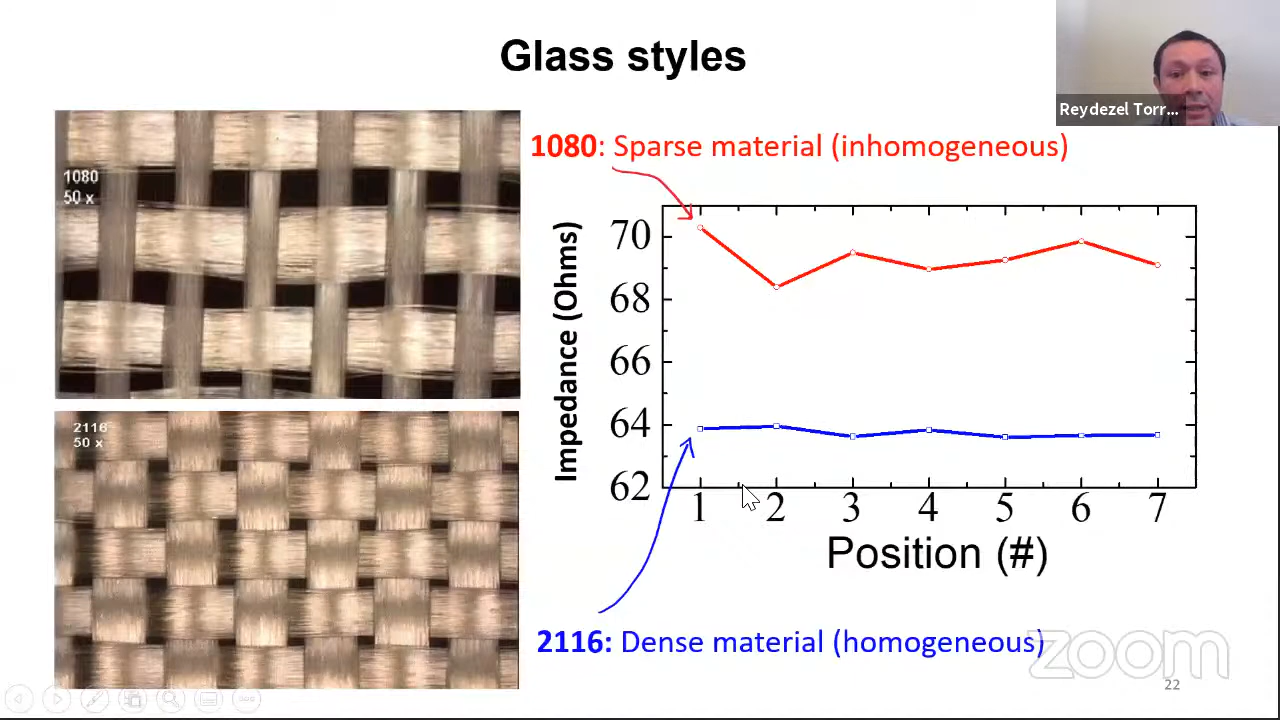 Glass styles
Reydezel Torr...
1080
50 x
1080: Sparse material (inhomogeneous)
Impedance (Ohms)
70
68
66
64
62
1 2 3 4 5 6 7
Position (#)
2116
50 x
2116: Dense material (homogeneous)
zoom
22